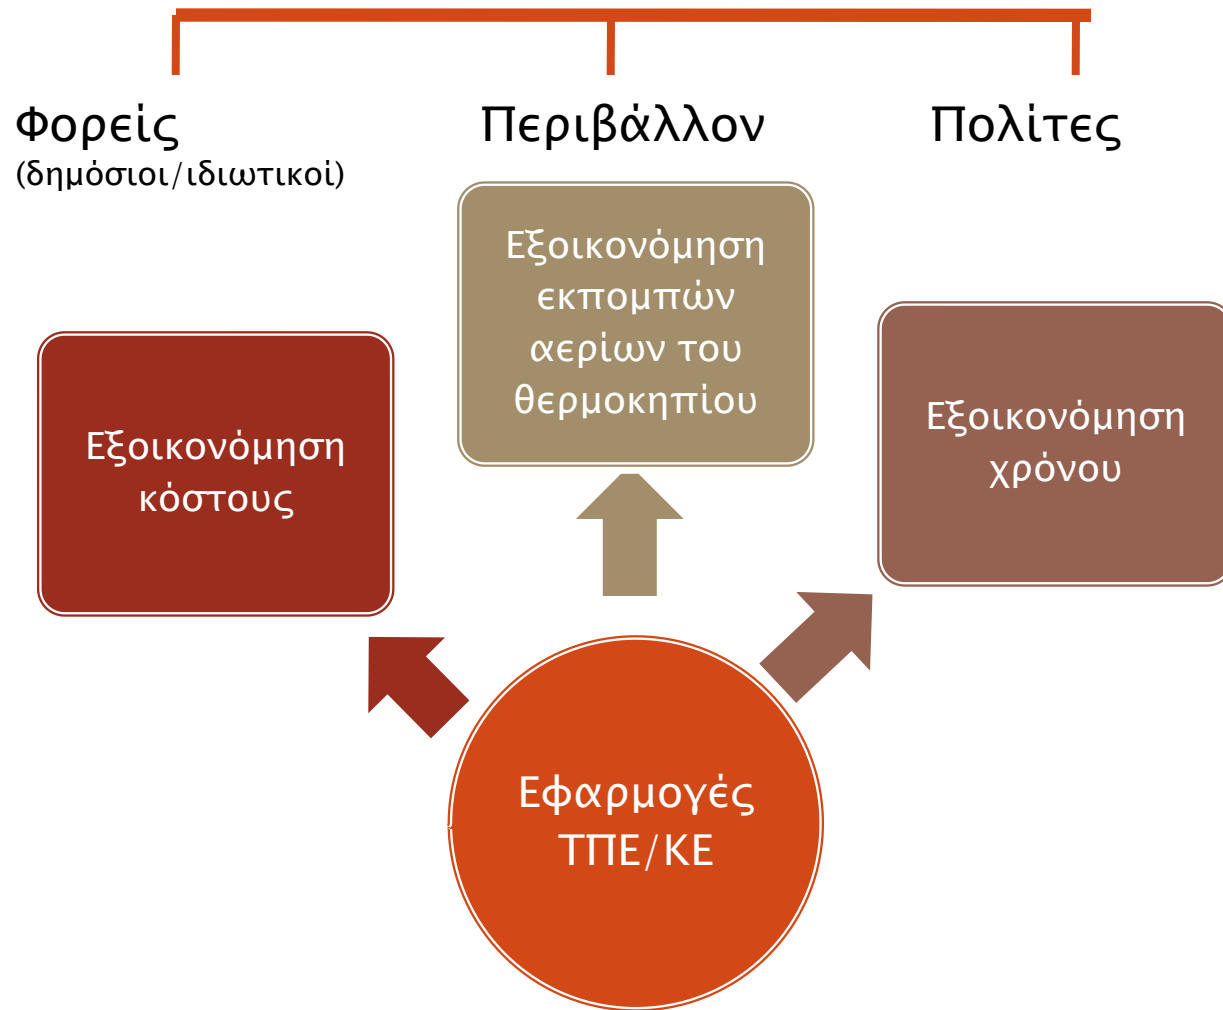 Φορείς
(δημόσιοι/ιδιωτικοί)
Περιβάλλον
Πολίτες
Εξοικονόμηση
κόστους
Εξοικονόμηση
εκπομπών
αερίων του
θερμοκηπίου
Εξοικονόμηση
χρόνου
Εφαρμογές
ΤΠΕ/ΚΕ